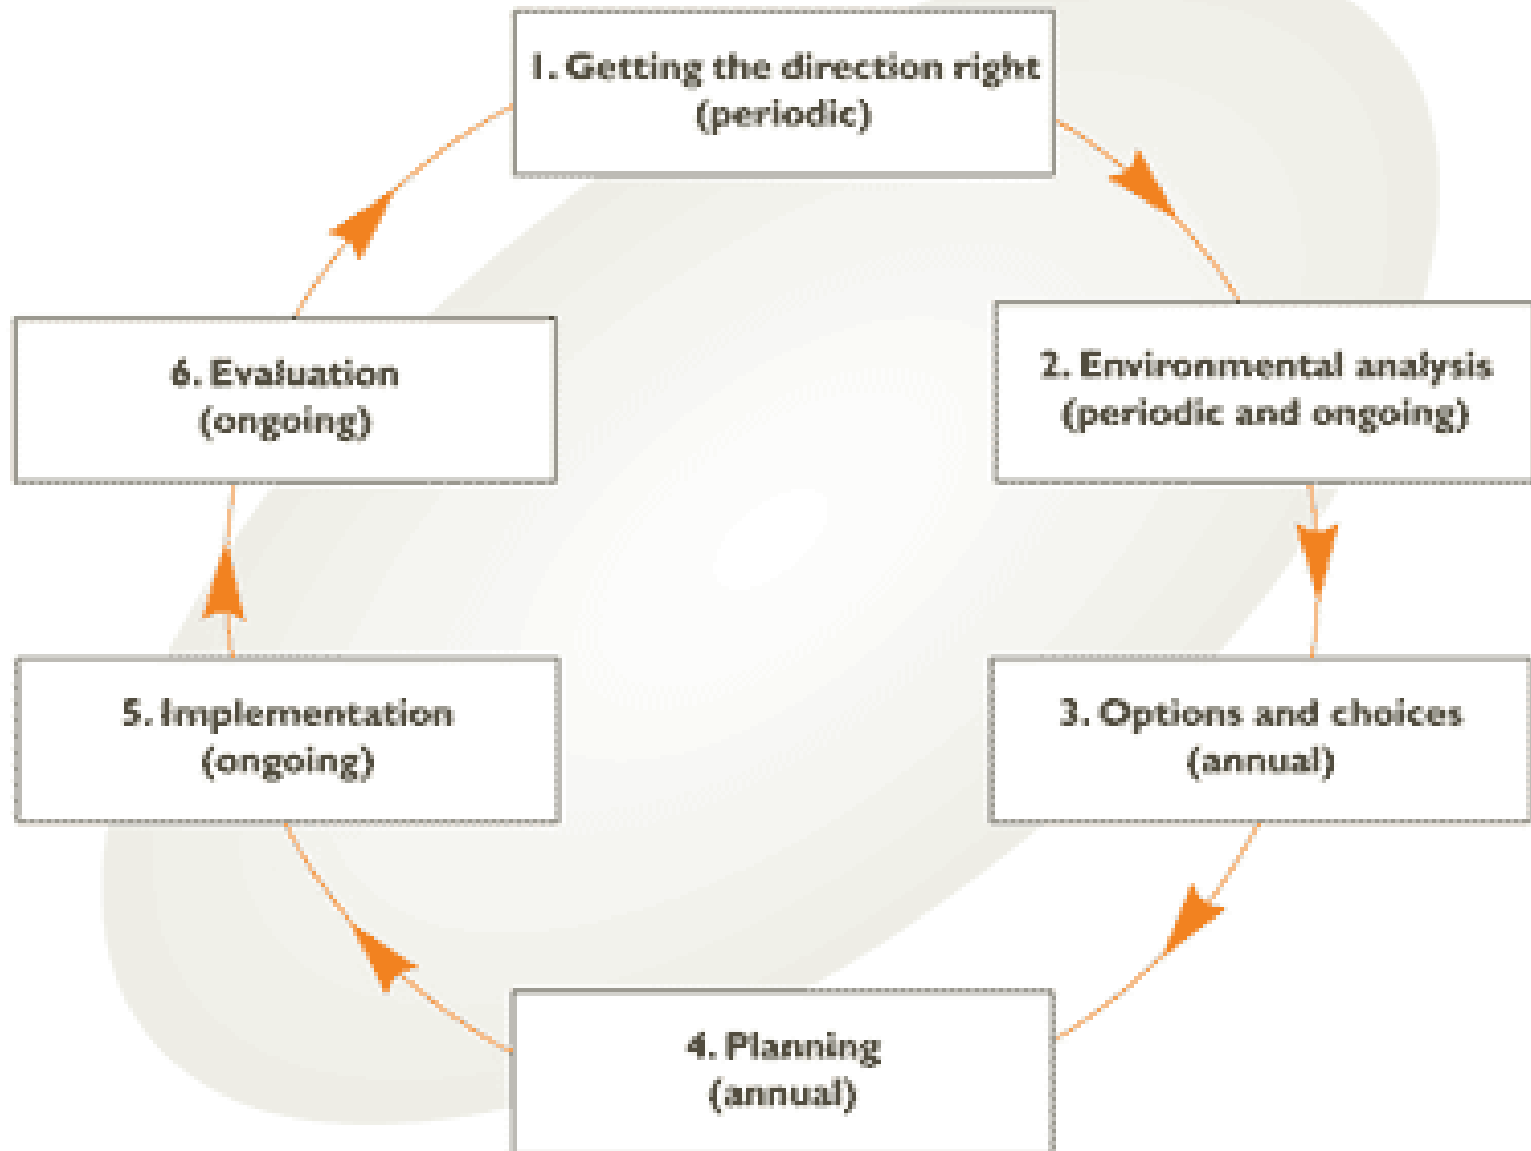 1. Getting the direction right
(periodic)
2. Environmental analysis
(periodic and ongoing)
3. Options and choices
(annual)
4. Planning
(annual)
5. Implementation
(ongoing)
6. Evaluation
(ongoing)